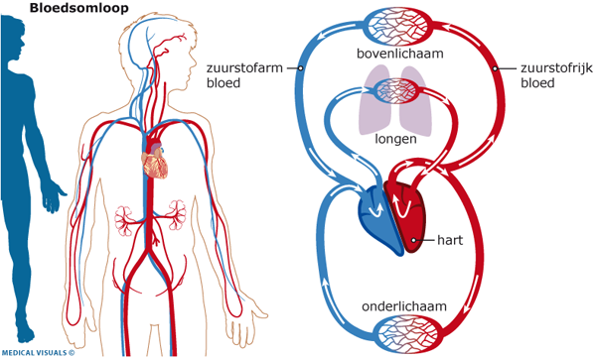 Bloedsomloop
bovenlichaam
zuurstofarm
bloed
zuurstofrijk
bloed
longen
hart
onderlichaam
MEDICAL VISUALS ©